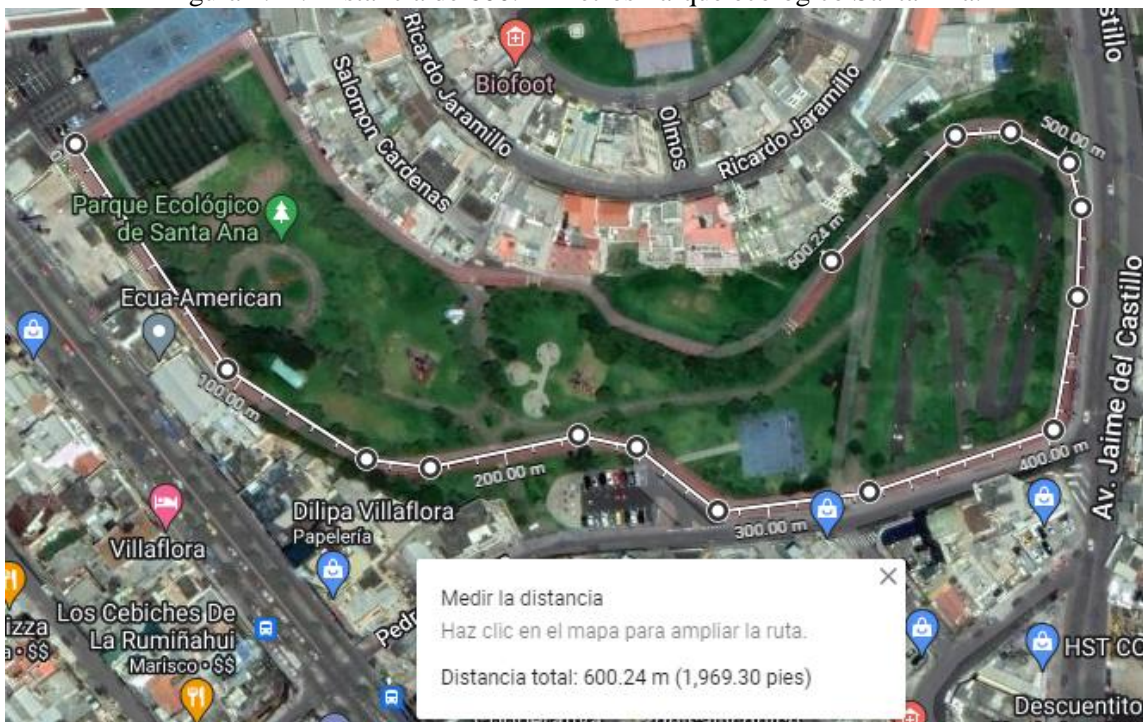 Ricardo Jaramillo
Salomon Cardenas
Biofoot
Olmos
Ricardo Jaramillo
500.00 m
Parque Ecológico
de Santa Ana
600.24 m
Ecua-American
100.00 m
Av. Jaime del Castillo
200.00 m
400.00 m
300.00 m
Dilipa Villaflora
Papelería
Villaflora
Los Cebiches De
La Rumiñahui
Marisco • $$
Medir la distancia
Haz clic en el mapa para ampliar la ruta.
Distancia total: 600.24 m (1,969.30 pies)
HST CO
Descuentito